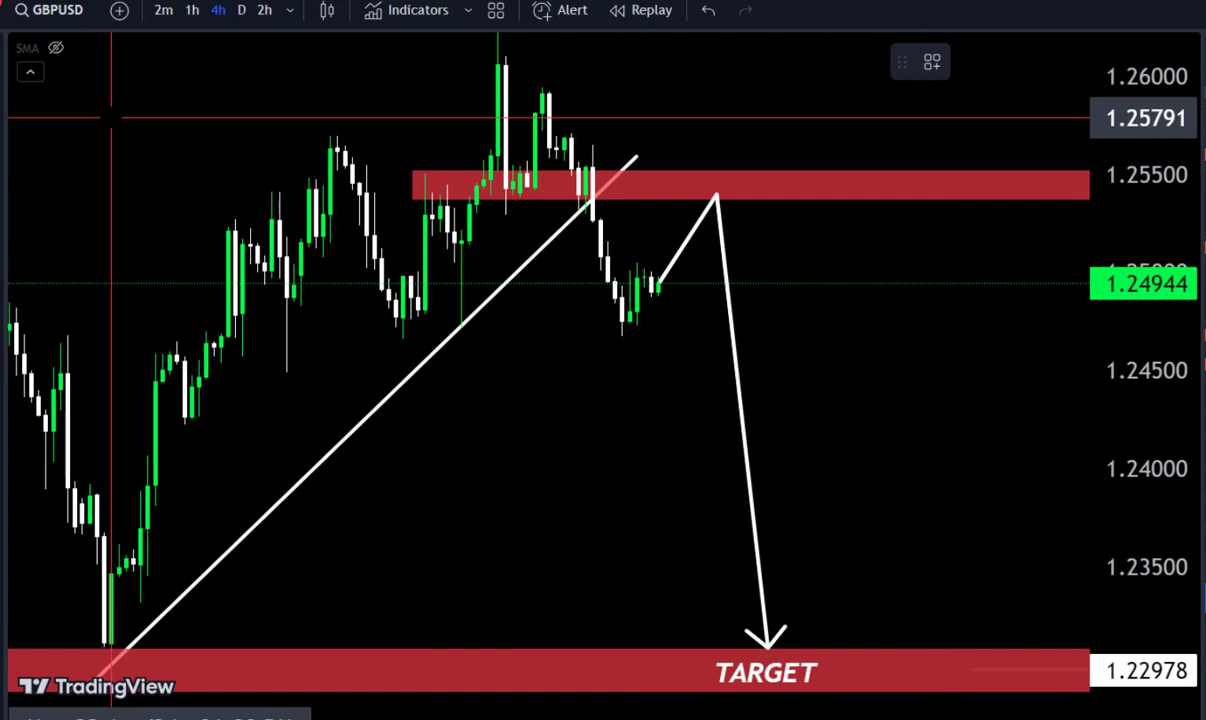 GBPUSD 2m 1h 4h D 2h Indicators Alert Replay
SMA
1.26000
1.25791
1.25500
1.24944
1.24500
1.24000
1.23500
TARGET
1.22978
TradingView